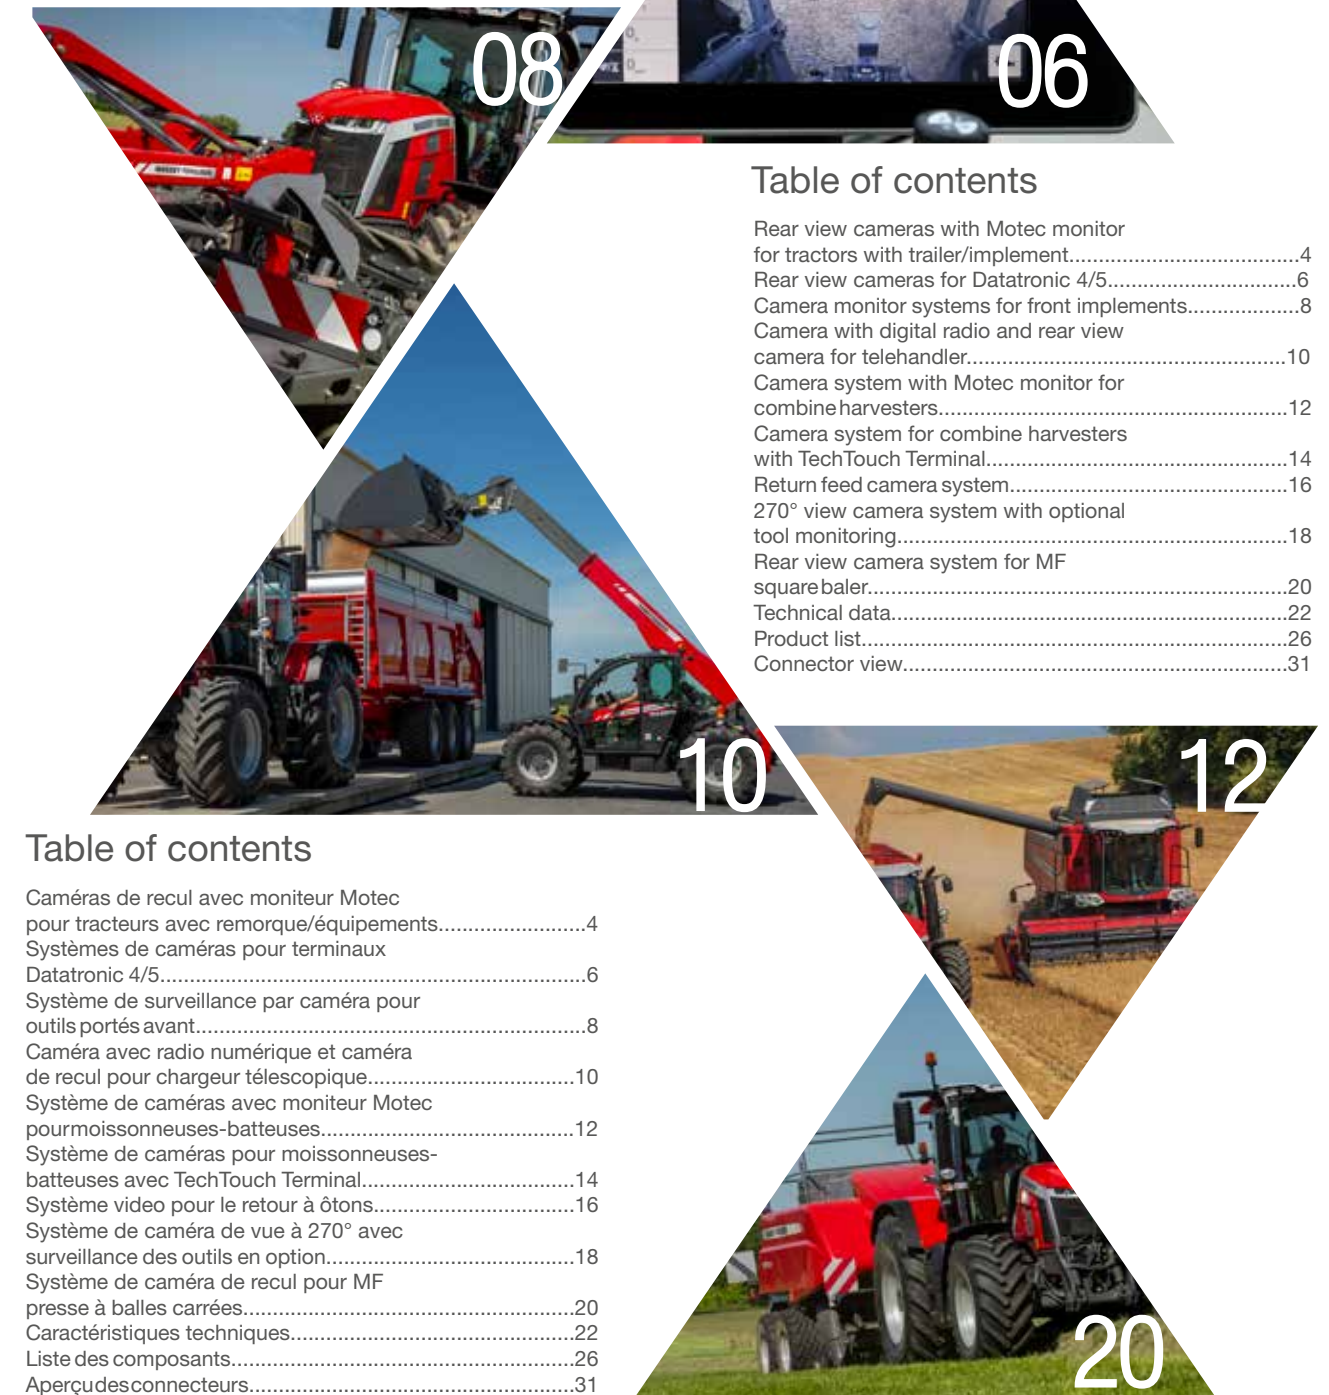 08
06
Table of contents
Rear view cameras with Motec monitor
for tractors with trailer/implement.......................................4
Rear view cameras for Datatronic 4/5................................6
Camera monitor systems for front implements...................8
Camera with digital radio and rear view
camera for telehandler......................................................10
Camera system with Motec monitor for
combine harvesters...........................................................12
Camera system for combine harvesters
with TechTouch Terminal...................................................14
Return feed camera system...............................................16
270° view camera system with optional
tool monitoring..................................................................18
Rear view camera system for MF
square baler.......................................................................20
Technical data...................................................................22
Product list........................................................................26
Connector view.................................................................31
10
12
Table of contents
Caméras de recul avec moniteur Motec
pour tracteurs avec remorque/équipements.........................4
Systèmes de caméras pour terminaux
Datatronic 4/5........................................................................6
Système de surveillance par caméra pour
outils portés avant..................................................................8
Caméra avec radio numérique et caméra
de recul pour chargeur télescopique...................................10
Système de caméras avec moniteur Motec
pour moissonneuses-batteuses...........................................12
Système de caméras pour moissonneuses-
batteuses avec TechTouch Terminal....................................14
Système video pour le retour à ôtons..................................16
Système de caméra de vue à 270° avec
surveillance des outils en option..........................................18
Système de caméra de recul pour MF
presse à balles carrées........................................................20
Caractéristiques techniques................................................22
Liste des composants..........................................................26
Aperçu des connecteurs.......................................................31
20